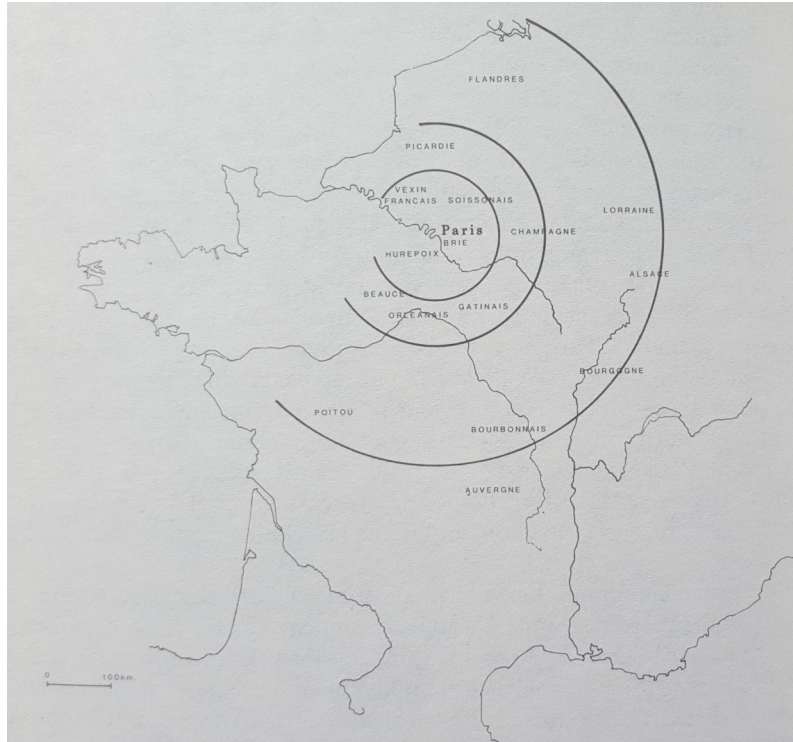 FLANDRES
PICARDIE
VEXIN
FRANCAIS
SOISSONAIS
LORRAINE
Paris
CHAMPAGNE
BRIE
HUREPOIX
ALSACE
BEAUCE
GATINAIS
ORLEANAIS
BOURGOGNE
POITOU
BOURBONNAIS
AUVERGNE
0 100km.